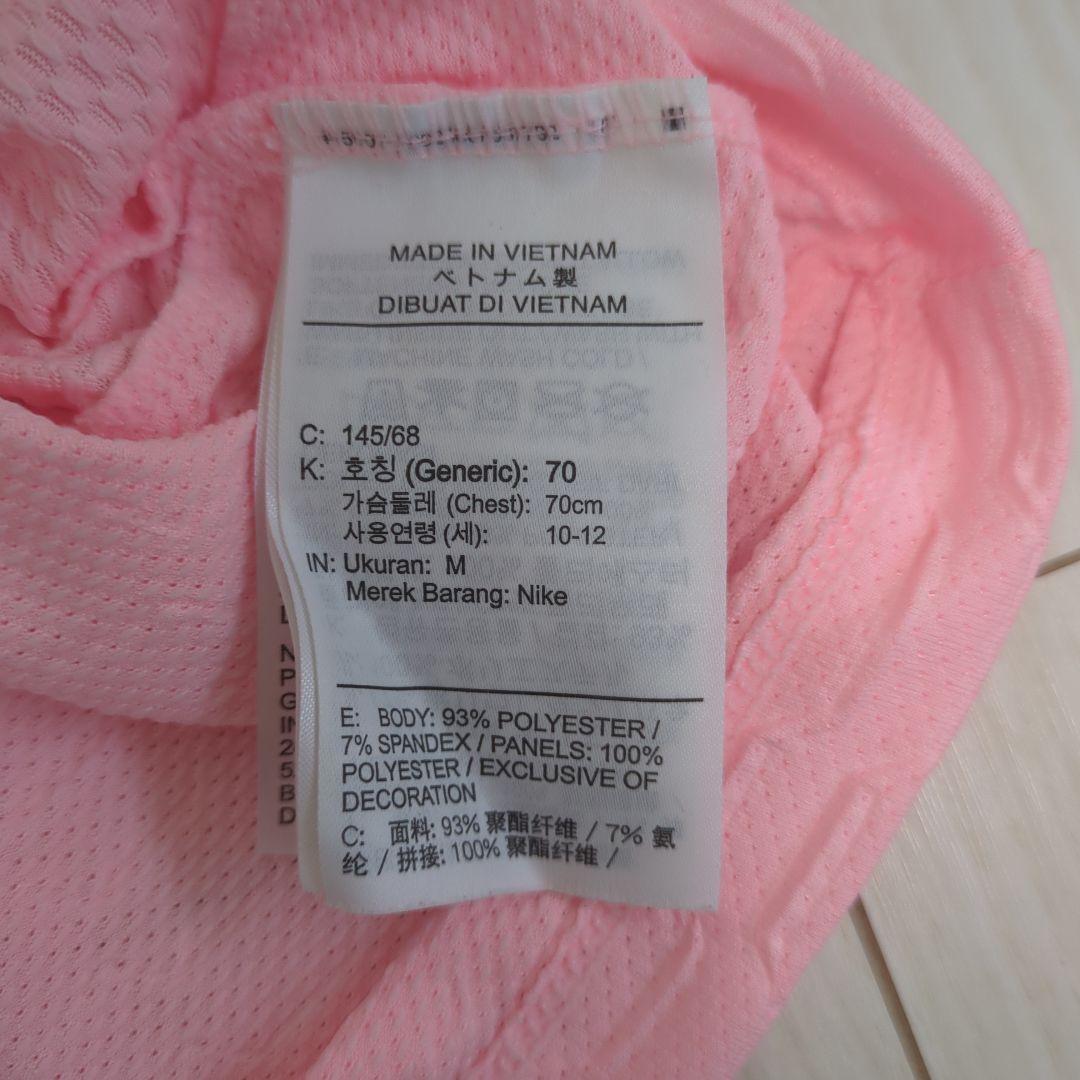 MADE IN VIETNAM
ベトナム製
DIBUAT DI VIETNAM
C: 145/68
K: 호칭 (Generic): 70
가슴둘레 (Chest): 70cm
사용연령 (세): 10-12
IN: Ukuran: M
Merek Barang: Nike
E: BODY: 93% POLYESTER /
7% SPANDEX / PANELS: 100%
POLYESTER / EXCLUSIVE OF
DECORATION
C: 面料: 93% 聚酯纤维 / 7% 氨
纶 / 拼接: 100% 聚酯纤维 /